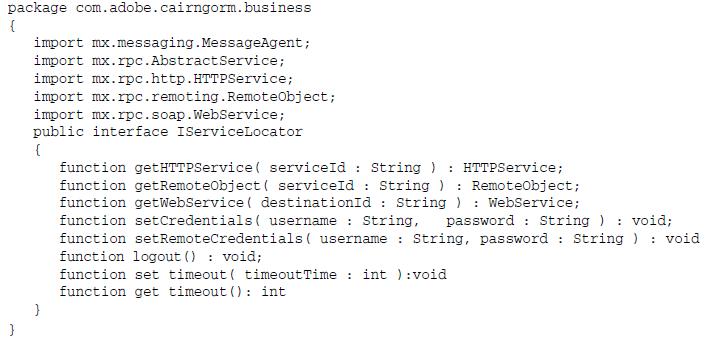 package com.adobe.cairngorm.business
{
import mx.messaging.MessageAgent;
import mx.rpc.AbstractService;
import mx.rpc.http.HTTPService;
import mx.rpc.remoting.RemoteObject;
import mx.rpc.soap.WebService;
public interface IServiceLocator
{
function getHTTPService( serviceId : String ) : HTTPService;
function getRemoteObject( serviceId : String ) : RemoteObject;
function getWebService( destinationId : String ) : WebService;
function setCredentials( username : String,   password : String ) : void;
function setRemoteCredentials( username : String, password : String ) : void
function logout() : void;
function set timeout( timeoutTime : int ):void
function get timeout(): int
}
}